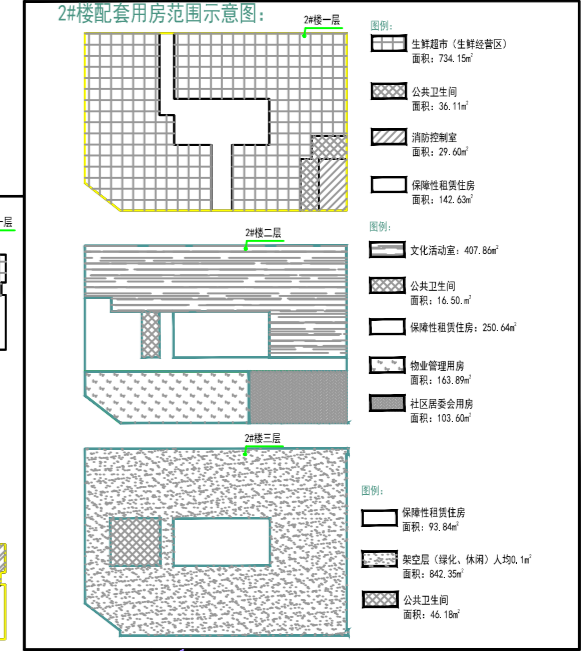 2#楼配套用房范围示意图:
2#楼一层
图例:
生鲜超市（生鲜经营区）
面积: 734.15㎡
公共卫生间
面积: 36.11㎡
消防控制室
面积: 29.60㎡
保障性租赁住房
面积: 142.63㎡
层
2#楼二层
图例:
文化活动室: 407.86㎡
公共卫生间
面积: 16.50.㎡
保障性租赁住房: 250.64㎡
物业管理用房
面积: 163.89㎡
社区居委会用房
面积: 103.60㎡
2#楼三层
图例:
保障性租赁住房
面积: 93.84㎡
架空层（绿化、休闲）人均0.1㎡
面积: 842.35㎡
公共卫生间
面积: 46.18㎡